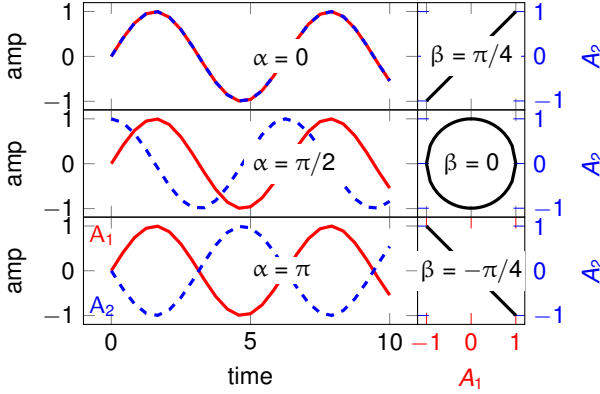 amp
1
0
−1
α = 0
β = π/4
1
0
−1
A2
amp
1
0
−1
α = π/2
β = 0
1
0
−1
A2
amp
1
0
−1
A1
A2
α = π
β = −π/4
1
0
−1
A2
0 5 10
time
−1 0 1
A1